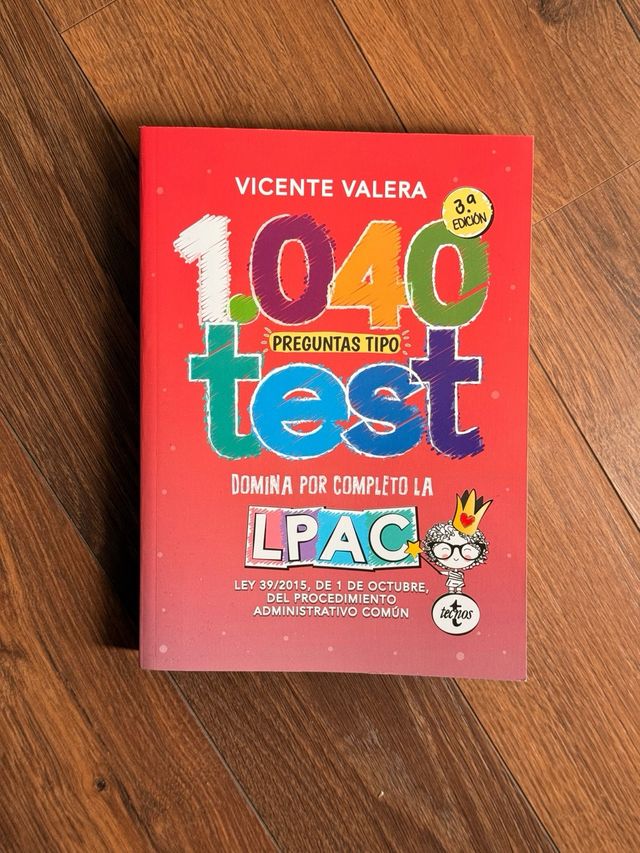 VICENTE VALERA
3.ª
EDICIÓN
1.040
PREGUNTAS TIPO
test
DOMINA POR COMPLETO LA
LPAC
LEY 39/2015, DE 1 DE OCTUBRE,
DEL PROCEDIMIENTO
ADMINISTRATIVO COMÚN
tecnos